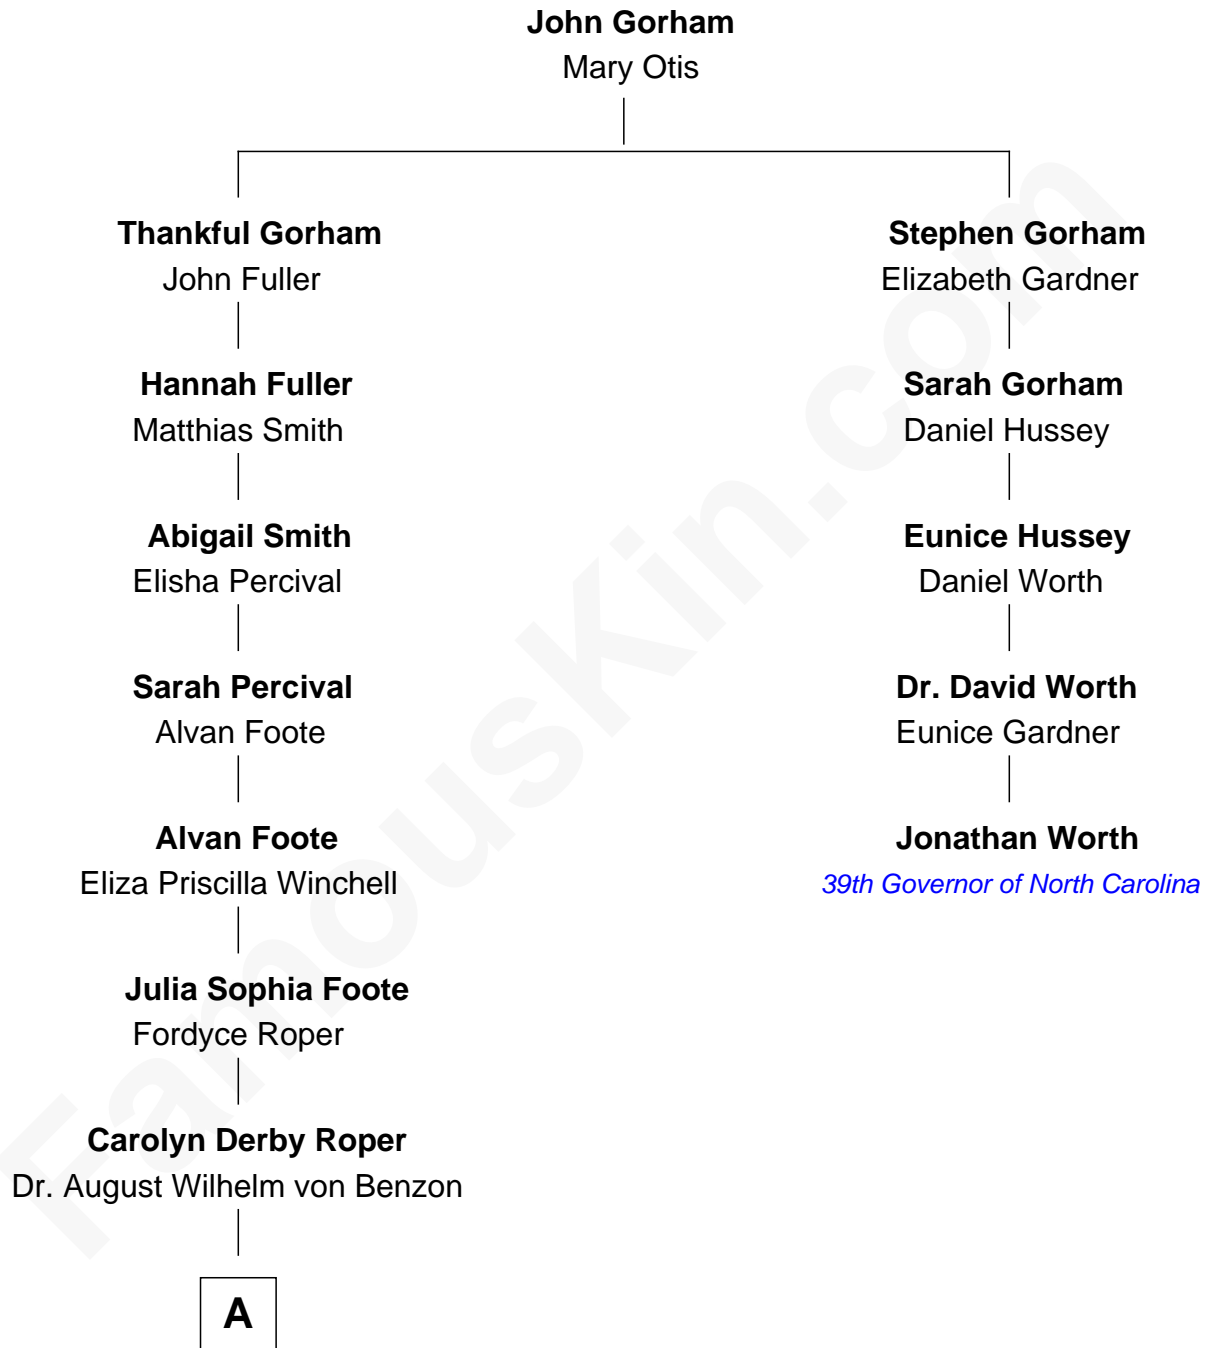 John Gorham
Mary Otis
Thankful Gorham
John Fuller
Stephen Gorham
Elizabeth Gardner
Hannah Fuller
Matthias Smith
Sarah Gorham
Daniel Hussey
Abigail Smith
Elisha Percival
Eunice Hussey
Daniel Worth
Sarah Percival
Alvan Foote
Dr. David Worth
Eunice Gardner
Alvan Foote
Eliza Priscilla Winchell
Jonathan Worth
39th Governor of North Carolina
Julia Sophia Foote
Fordyce Roper
Carolyn Derby Roper
Dr. August Wilhelm von Benzon
A
FamousKin.com